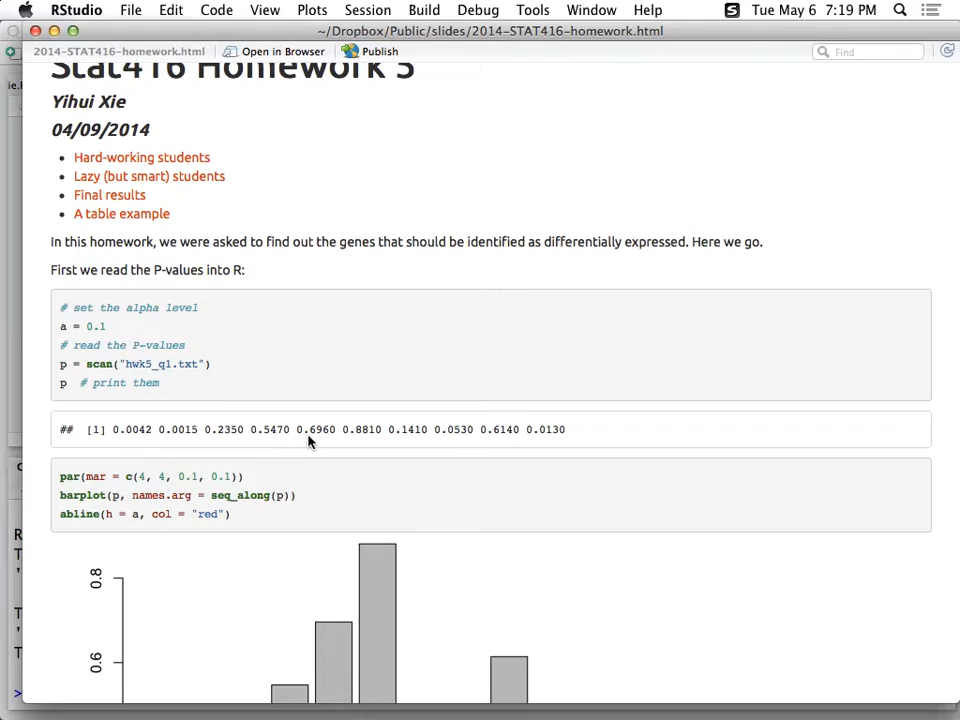 RStudio File Edit Code View Plots Session Build Debug Tools Window Help S Tue May 6 7:19 PM
~/Dropbox/Public/slides/2014-STAT416-homework.html
2014-STAT416-homework.html Open in Browser Publish Find
Stat416 Homework 5
Yihui Xie
04/09/2014
Hard-working students
Lazy (but smart) students
Final results
A table example
In this homework, we were asked to find out the genes that should be identified as differentially expressed. Here we go.
First we read the P-values into R:
# set the alpha level
a = 0.1
# read the P-values
p = scan("hwk5_q1.txt")
p # print them
## [1] 0.0042 0.0015 0.2350 0.5470 0.6960 0.8810 0.1410 0.0530 0.6140 0.0130
par(mar = c(4, 4, 0.1, 0.1))
barplot(p, names.arg = seq_along(p))
abline(h = a, col = "red")
0.8
0.6
>